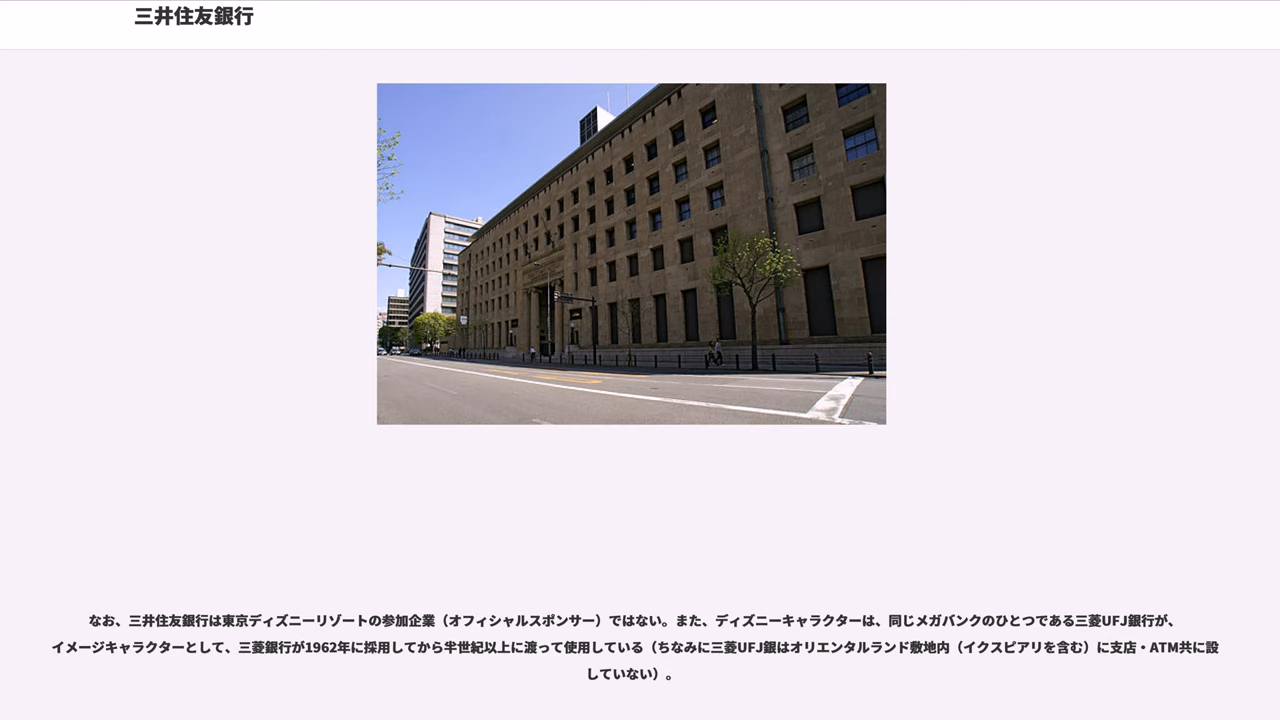 三井住友銀行
なお、三井住友銀行は東京ディズニーリゾートの参加企業（オフィシャルスポンサー）ではない。また、ディズニーキャラクターは、同じメガバンクのひとつである三菱UFJ銀行が、
イメージキャラクターとして、三菱銀行が1962年に採用してから半世紀以上に渡って使用している（ちなみに三菱UFJ銀はオリエンタルランド敷地内（イクスピアリを含む）に支店・ATM共に設
していない）。